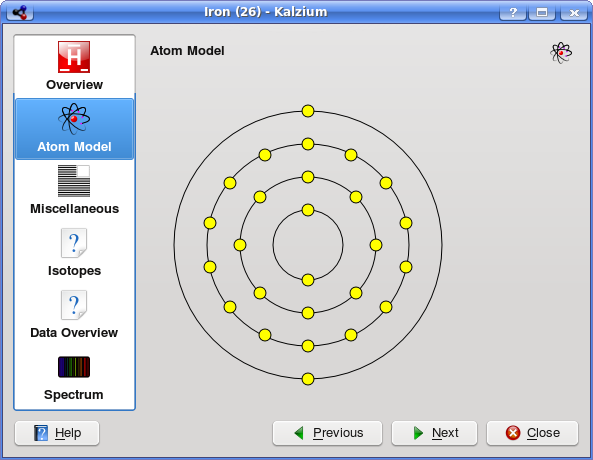 Iron (26) - Kalzium
H
Overview
Atom Model
Miscellaneous
?
Isotopes
?
Data Overview
Spectrum
Atom Model
Help
Previous
Next
Close